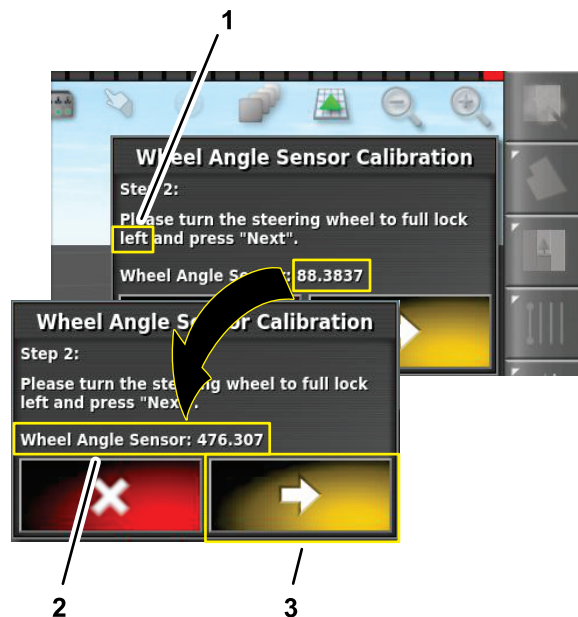 1
Wheel Angle Sensor Calibration
Step 2:
Please turn the steering wheel to full lock
left and press "Next".
Wheel Angle Sensor: 88.3837
Wheel Angle Sensor Calibration
Step 2:
Please turn the steering wheel to full lock
left and press "Next".
Wheel Angle Sensor: 476.307
2
3